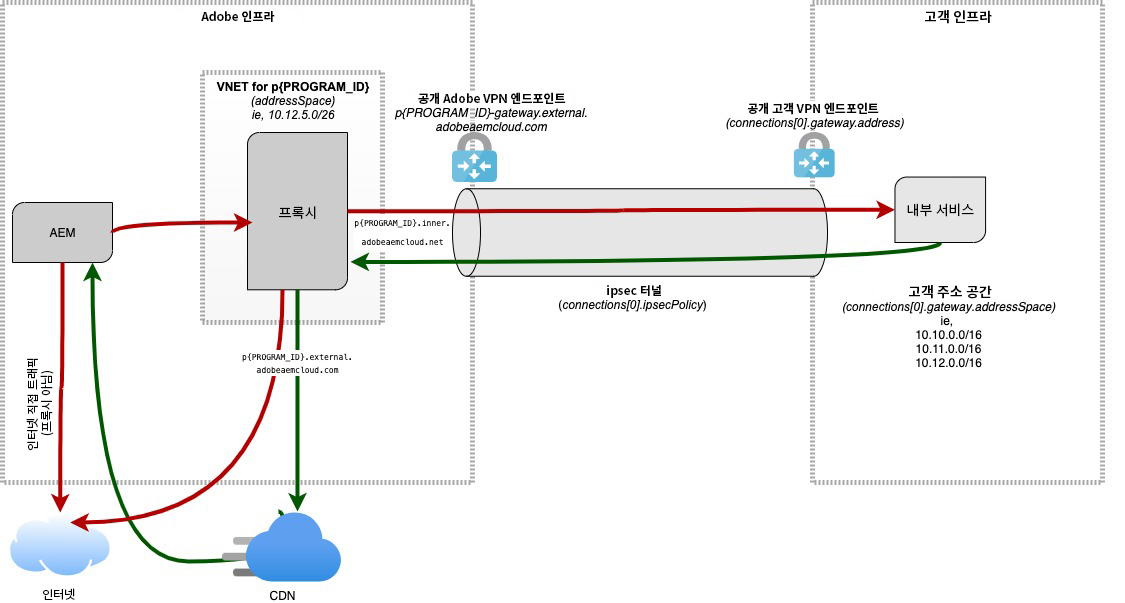 Adobe 인프라
고객 인프라
VNET for p{PROGRAM_ID}
(addressSpace)
ie, 10.12.5.0/26
공개 Adobe VPN 엔드포인트
p{PROGRAM_ID}-gateway.external.
adobeaemcloud.com
공개 고객 VPN 엔드포인트
(connections[0].gateway.address)
AEM
프록시
내부 서비스
p{PROGRAM_ID}.inner.
adobeaemcloud.net
ipsec 터널
(connections[0].ipsecPolicy)
고객 주소 공간
(connections[0].gateway.addressSpace)
ie,
10.10.0.0/16
10.11.0.0/16
10.12.0.0/16
p{PROGRAM_ID}.external.
adobeaemcloud.com
인터넷 직접 트래픽
(프록시 아님)
인터넷
CDN